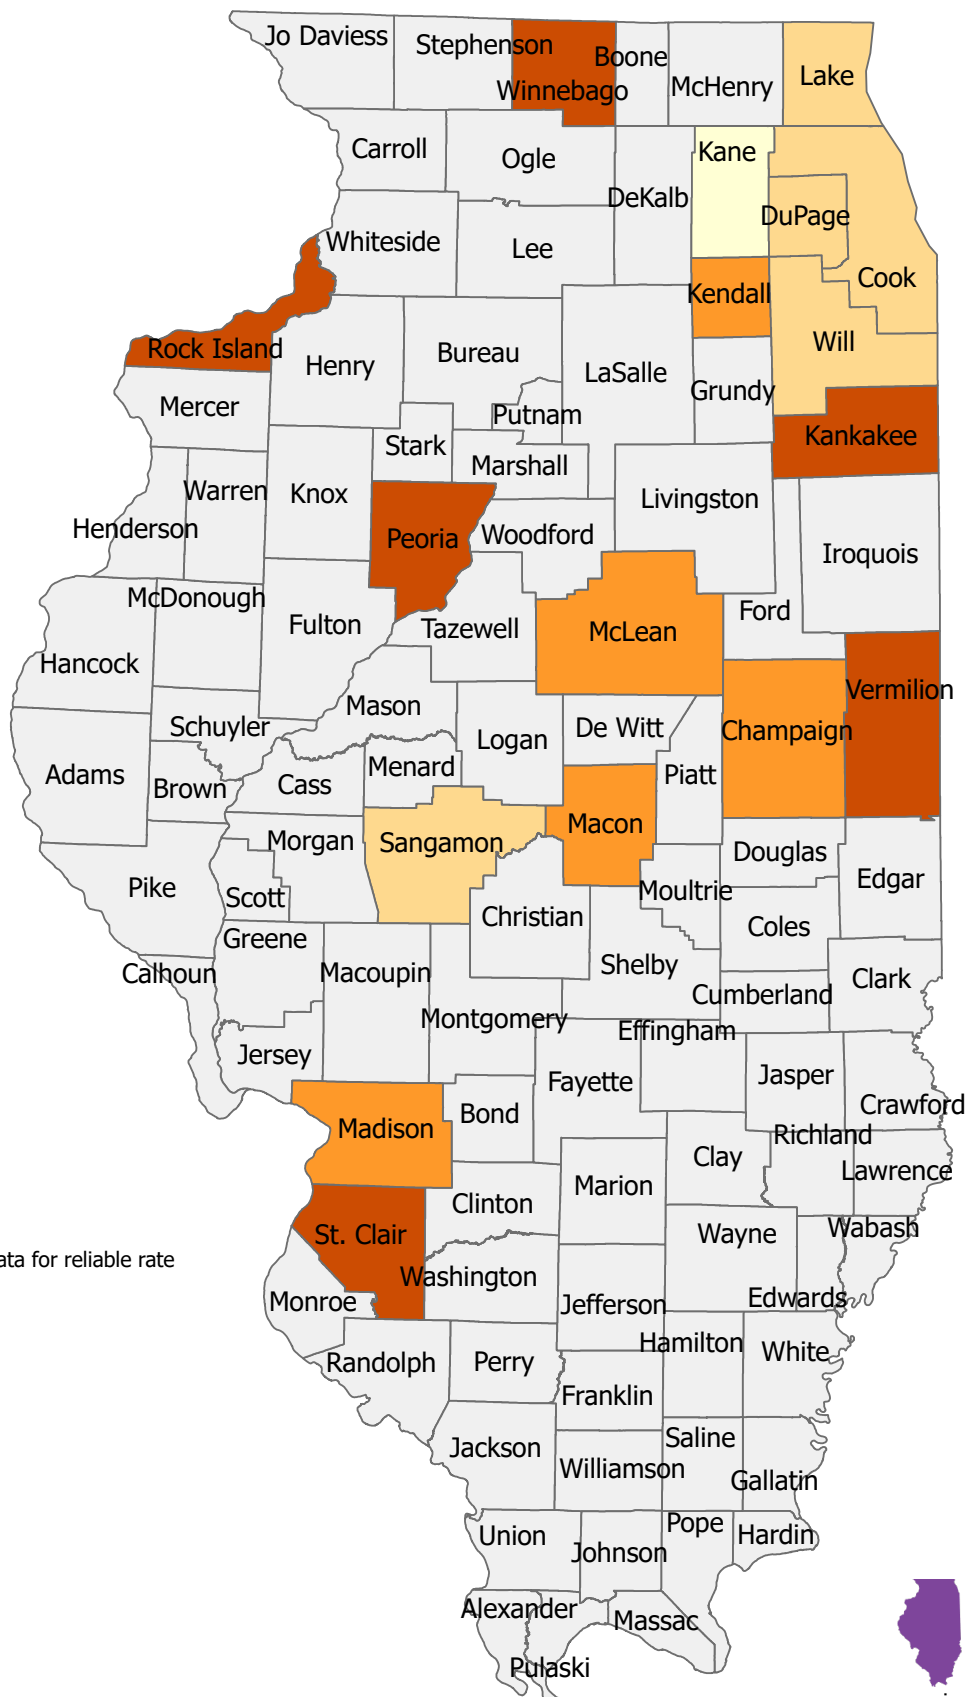 Jo Daviess
Stephenson
Winnebago
Boone
McHenry
Lake
Carroll
Ogle
DeKalb
Kane
DuPage
Cook
Whiteside
Lee
Kendall
Will
Rock Island
Henry
Bureau
LaSalle
Grundy
Mercer
Putnam
Kankakee
Stark
Marshall
Warren
Knox
Livingston
Henderson
Peoria
Woodford
Iroquois
McDonough
Fulton
Tazewell
McLean
Ford
Hancock
Vermilion
Mason
Schuyler
Logan
De Witt
Champaign
Adams
Brown
Cass
Menard
Piatt
Morgan
Sangamon
Macon
Douglas
Edgar
Pike
Scott
Moultrie
Christian
Coles
Greene
Calhoun
Macoupin
Shelby
Clark
Cumberland
Montgomery
Effingham
Jersey
Fayette
Jasper
Crawford
Bond
Madison
Richland
Clay
Lawrence
Marion
Clinton
St. Clair
Wayne
Wabash
ata for reliable rate
Washington
Monroe
Jefferson
Edwards
Hamilton
White
Randolph
Perry
Franklin
Jackson
Saline
Williamson
Gallatin
Union
Pope
Hardin
Johnson
Alexander
Massac
Pulaski